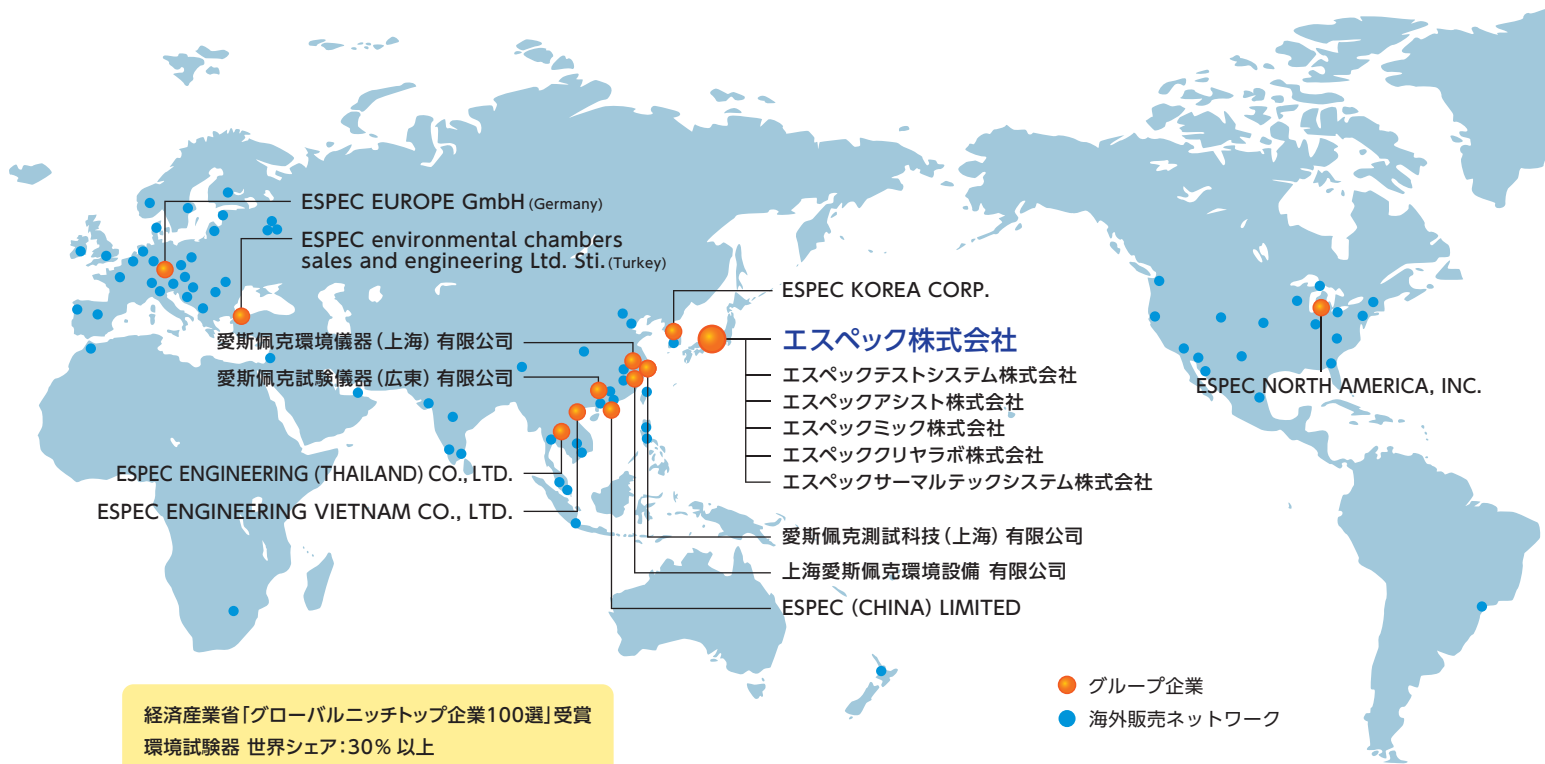 ESPEC EUROPE GmbH (Germany)
ESPEC environmental chambers
sales and engineering Ltd. Sti. (Turkey)
愛斯佩克環境儀器（上海）有限公司
愛斯佩克試験儀器（広東）有限公司
ESPEC ENGINEERING (THAILAND) CO., LTD.
ESPEC ENGINEERING VIETNAM CO., LTD.
ESPEC KOREA CORP.
エスペック株式会社
エスペックテストシステム株式会社
エスペックアシスト株式会社
エスペックミック株式会社
エスペッククリヤラボ株式会社
エスペックサーマルテックシステム株式会社
愛斯佩克測試科技（上海）有限公司
上海愛斯佩克環境設備 有限公司
ESPEC (CHINA) LIMITED
ESPEC NORTH AMERICA, INC.
グループ企業
海外販売ネットワーク
経済産業省「グローバルニッチトップ企業100選」受賞
環境試験器 世界シェア：30% 以上